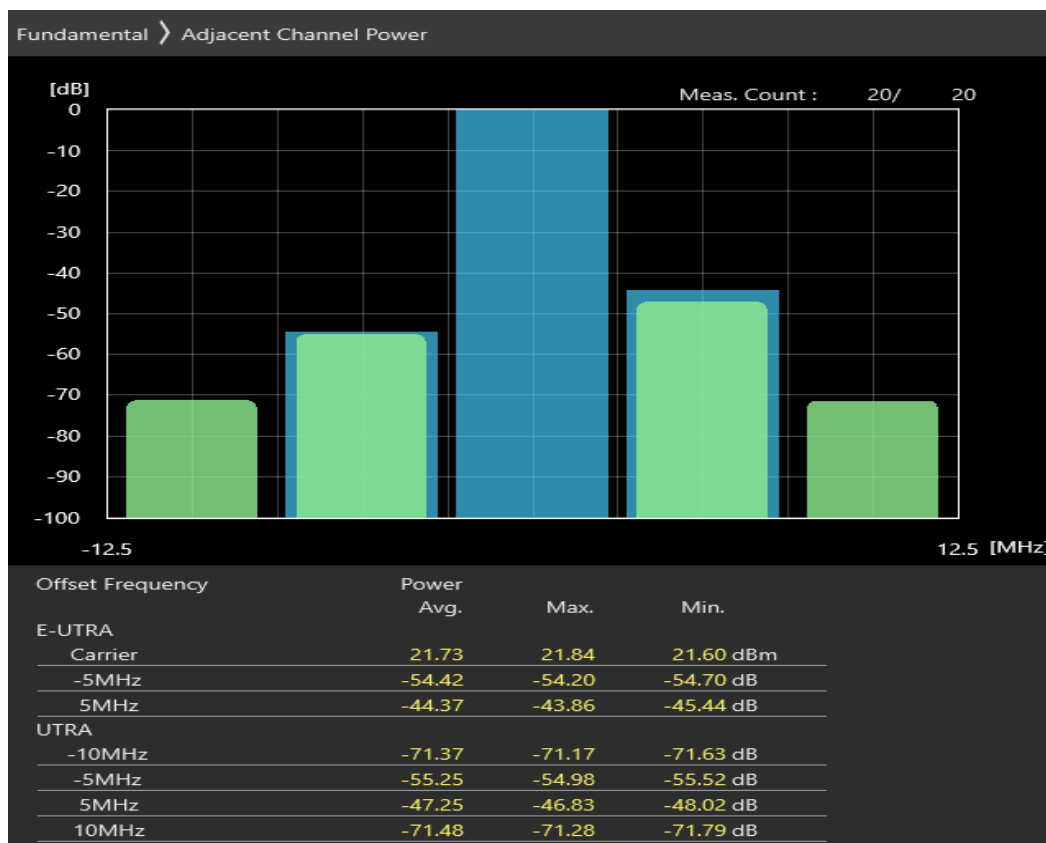 Fundamental 〉 Adjacent Channel Power
[dB]
Meas. Count : 20/ 20
0
-10
-20
-30
-40
-50
-60
-70
-80
-90
-100
-12.5 12.5 [MHz]
Offset Frequency Power
Avg. Max. Min.
E-UTRA
Carrier 21.73 21.84 21.60 dBm
-5MHz -54.42 -54.20 -54.70 dB
5MHz -44.37 -43.86 -45.44 dB
UTRA
-10MHz -71.37 -71.17 -71.63 dB
-5MHz -55.25 -54.98 -55.52 dB
5MHz -47.25 -46.83 -48.02 dB
10MHz -71.48 -71.28 -71.79 dB